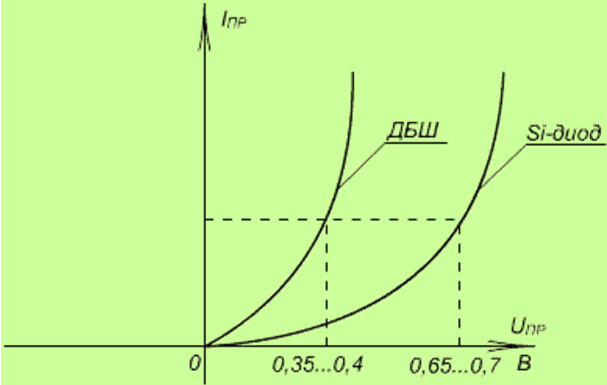 IПР
ДБШ
Si-диод
UПР
0
0,35...0,4
0,65...0,7
В